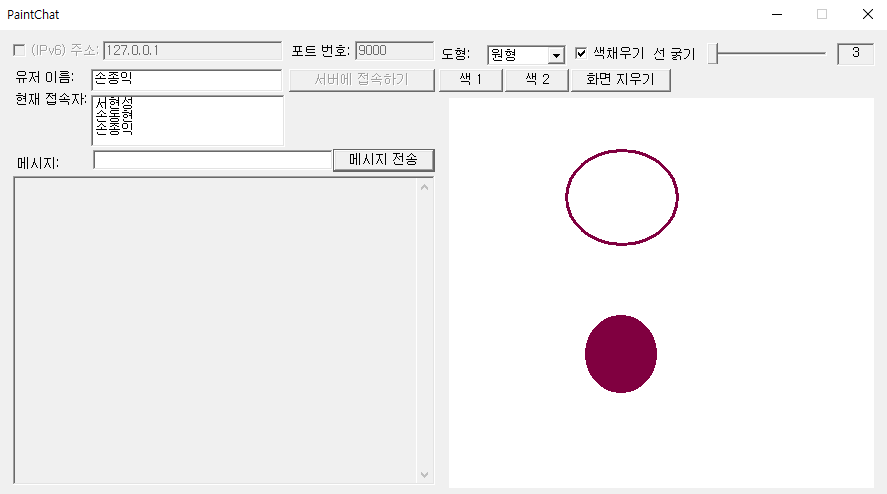 PaintChat
(IPv6) 주소: 127.0.0.1 포트 번호: 9000 도형: 원형 색채우기 선 굵기 3
유저 이름: 손종익 서버에 접속하기 색 1 색 2 화면 지우기
현재 접속자: 서현성
손동현
손종익
메시지: 메시지 전송